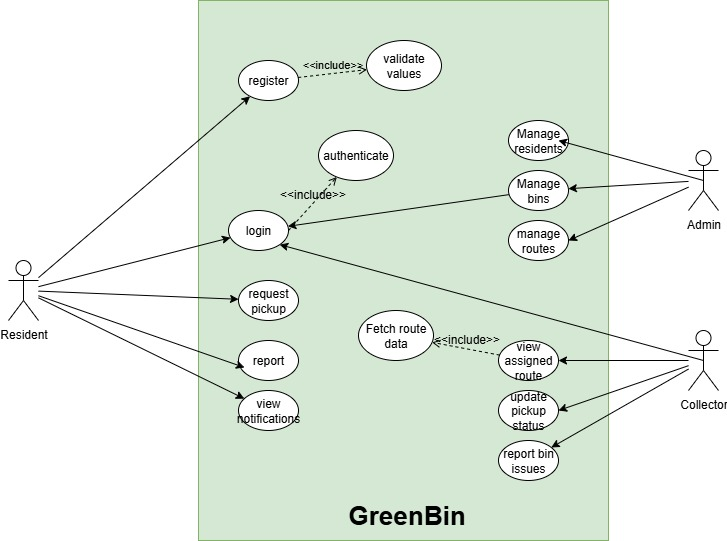 register
<<include>>
validate
values
authenticate
<<include>>
login
Manage
residents
Manage
bins
manage
routes
Admin
Resident
request
pickup
report
view
notifications
Fetch route
data
<<include>>
view
assigned
route
update
pickup
status
report bin
issues
Collector
GreenBin